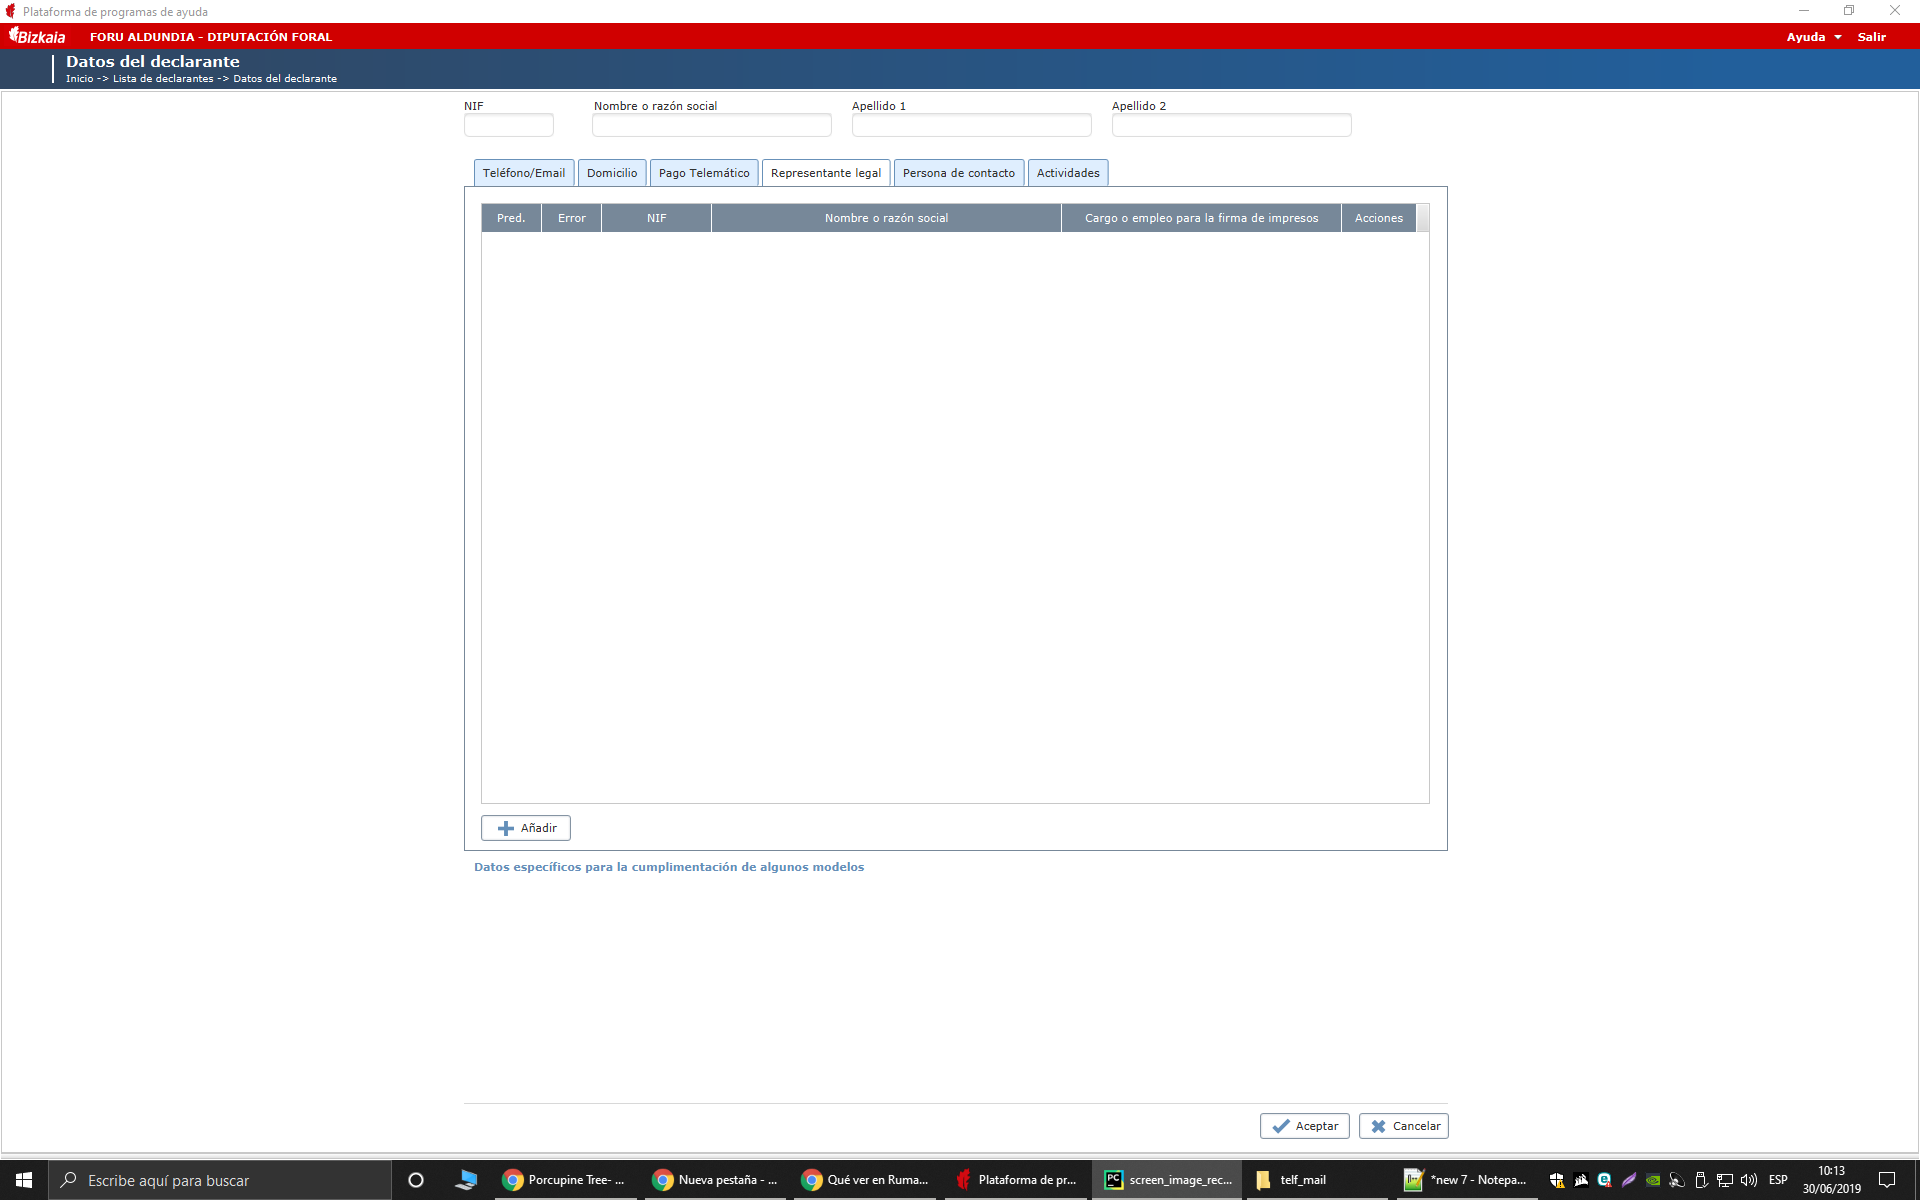 Plataforma de programas de ayuda
Bizkaia FORU ALDUNDIA - DIPUTACIÓN FORAL Ayuda Salir
Datos del declarante
Inicio -> Lista de declarantes -> Datos del declarante
NIF Nombre o razón social Apellido 1 Apellido 2
Teléfono/Email Domicilio Pago Telemático Representante legal Persona de contacto Actividades
Pred. Error NIF Nombre o razón social Cargo o empleo para la firma de impresos Acciones
Añadir
Datos específicos para la cumplimentación de algunos modelos
Aceptar Cancelar
Escribe aquí para buscar Porcupine Tree- ... Nueva pestaña - ... Qué ver en Ruma... Plataforma de pr... PC screen_image_rec... telf_mail *new 7 - Notepa... ESP 10:13
30/06/2019